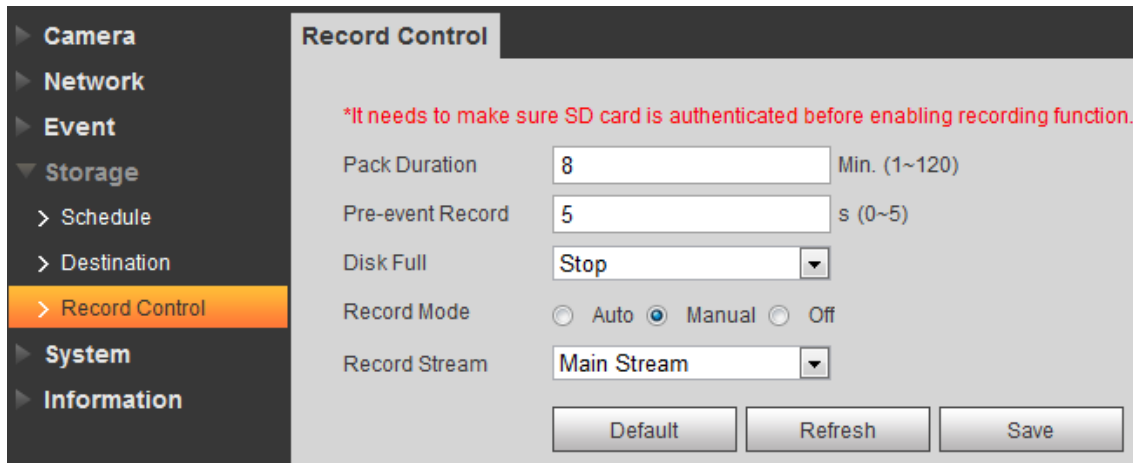 Camera
Network
Event
Storage
Schedule
Destination
Record Control
System
Information
Record Control
*It needs to make sure SD card is authenticated before enabling recording function.
Pack Duration 8 Min. (1~120)
Pre-event Record 5 s (0~5)
Disk Full Stop
Record Mode Auto Manual Off
Record Stream Main Stream
Default Refresh Save